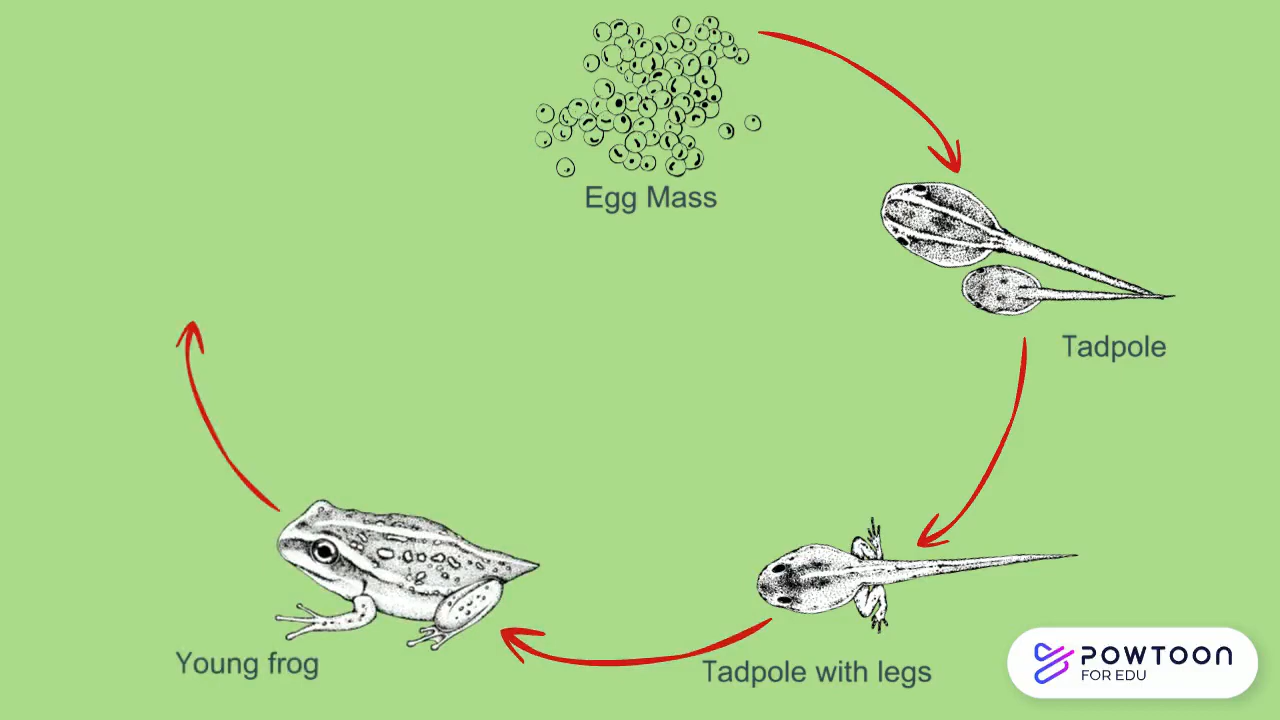 Egg Mass
Tadpole
Tadpole with legs
Young frog
POWTOON
FOR EDU